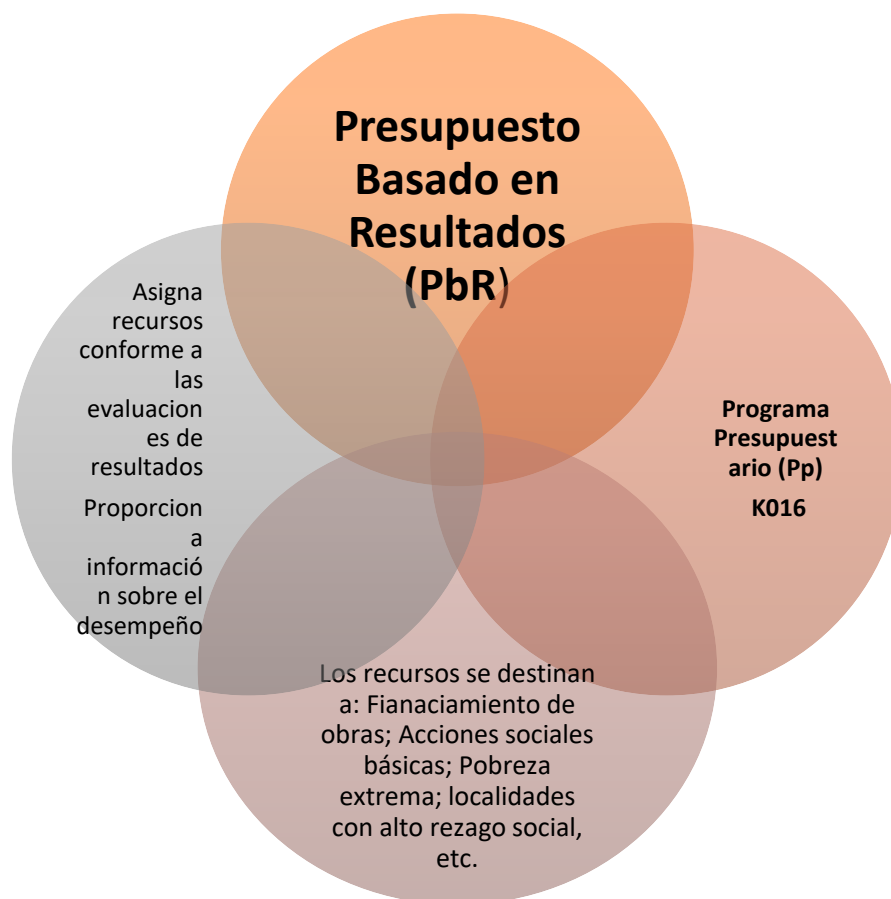 Presupuesto
Basado en
Resultados
(PbR)
Asigna
recursos
conforme a
las
evaluacion
es de
resultados
Proporcion
a
informació
n sobre el
desempeño
Programa
Presupuest
ario (Pp)
K016
Los recursos se destinan
a: Fianaciamiento de
obras; Acciones sociales
básicas; Pobreza
extrema; localidades
con alto rezago social,
etc.